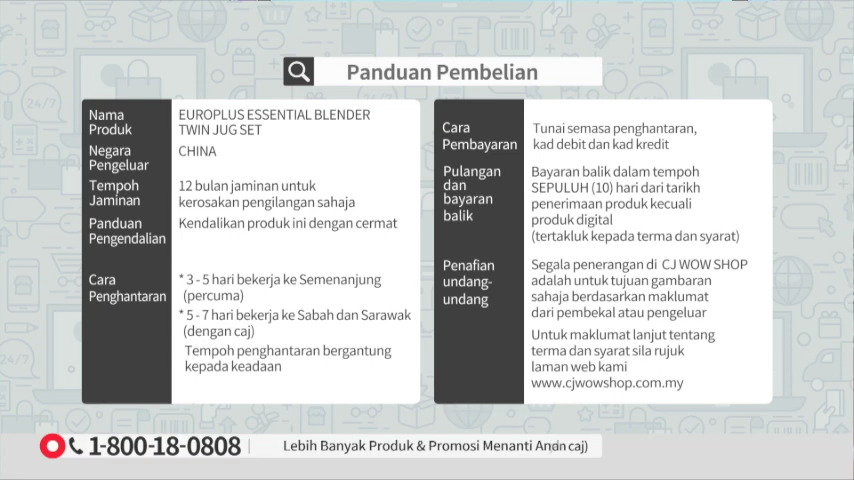 Panduan Pembelian
Nama
Produk
EUROPLUS ESSENTIAL BLENDER
TWIN JUG SET
Negara
Pengeluar
CHINA
Tempoh
Jaminan
12 bulan jaminan untuk
kerosakan pengilangan sahaja
Panduan
Pengendalian
Kendalikan produk ini dengan cermat
Cara
Penghantaran
* 3 - 5 hari bekerja ke Semenanjung
(percuma)
* 5 - 7 hari bekerja ke Sabah dan Sarawak
(dengan caj)
Tempoh penghantaran bergantung
kepada keadaan
Cara
Pembayaran
Tunai semasa penghantaran,
kad debit dan kad kredit
Pulangan
dan
bayaran
balik
Bayaran balik dalam tempoh
SEPULUH (10) hari dari tarikh
penerimaan produk kecuali
produk digital
(tertakluk kepada terma dan syarat)
Penafian
undang-
undang
Segala penerangan di CJ WOW SHOP
adalah untuk tujuan gambaran
sahaja berdasarkan maklumat
dari pembekal atau pengeluar
Untuk maklumat lanjut tentang
terma dan syarat sila rujuk
laman web kami
www.cjwowshop.com.my
1-800-18-0808
Lebih Banyak Produk & Promosi Menanti caj)
24/7
24/7